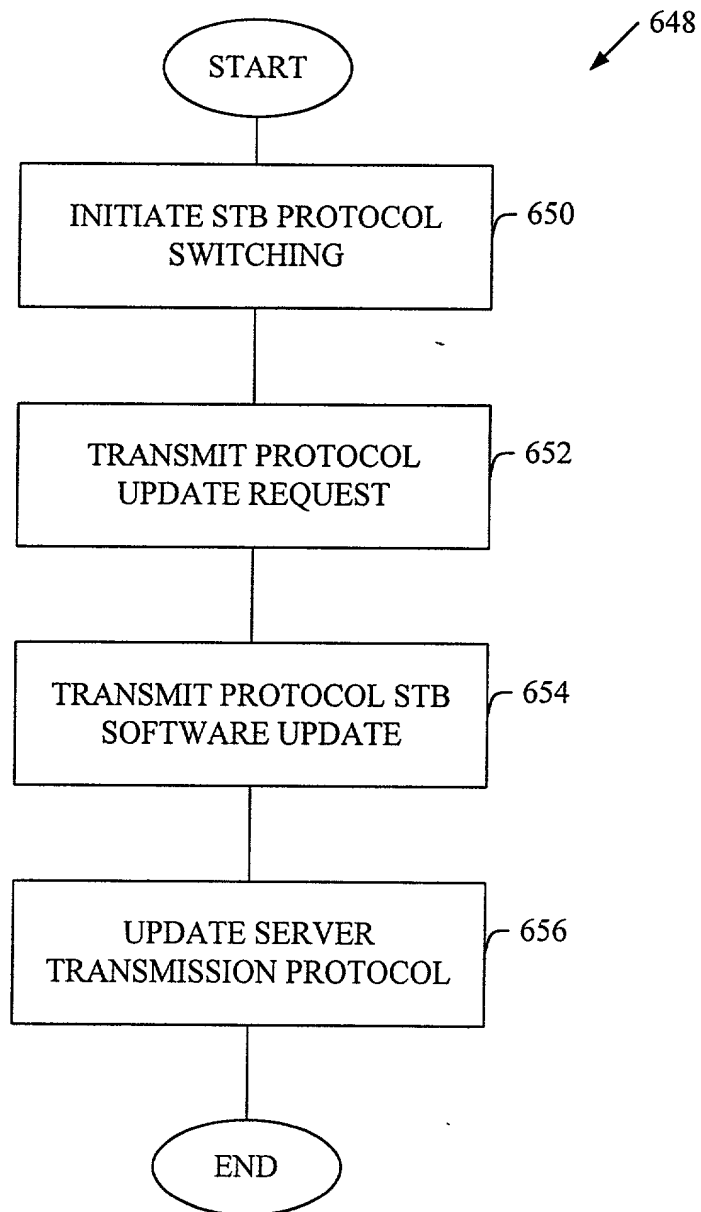 648
START
INITIATE STB PROTOCOL
SWITCHING
650
TRANSMIT PROTOCOL
UPDATE REQUEST
652
TRANSMIT PROTOCOL STB
SOFTWARE UPDATE
654
UPDATE SERVER
TRANSMISSION PROTOCOL
656
END